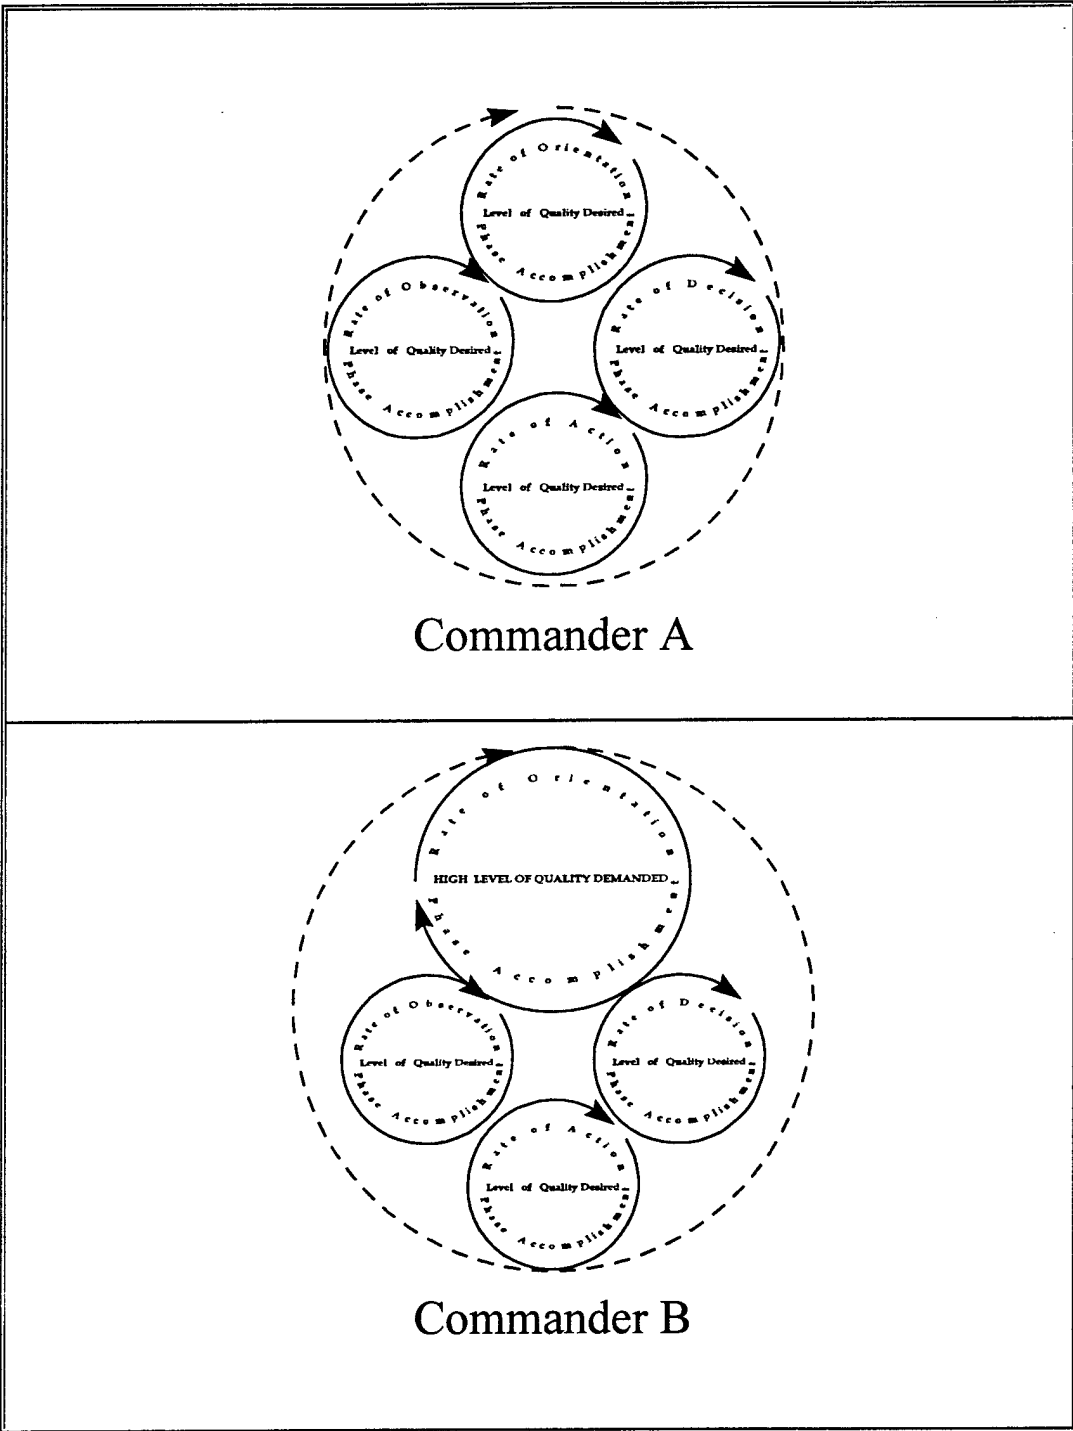 Rate of Orientation
Level of Quality Desired
Phase Accomplishment
Rate of Observation
Level of Quality Desired
Phase Accomplishment
Rate of Decision
Level of Quality Desired
Phase Accomplishment
Rate of Action
Level of Quality Desired
Phase Accomplishment
Commander A
Rate of Orientation
HIGH LEVEL OF QUALITY DEMANDED
Phase Accomplishment
Rate of Observation
Level of Quality Desired
Phase Accomplishment
Rate of Decision
Level of Quality Desired
Phase Accomplishment
Rate of Action
Level of Quality Desired
Phase Accomplishment
Commander B